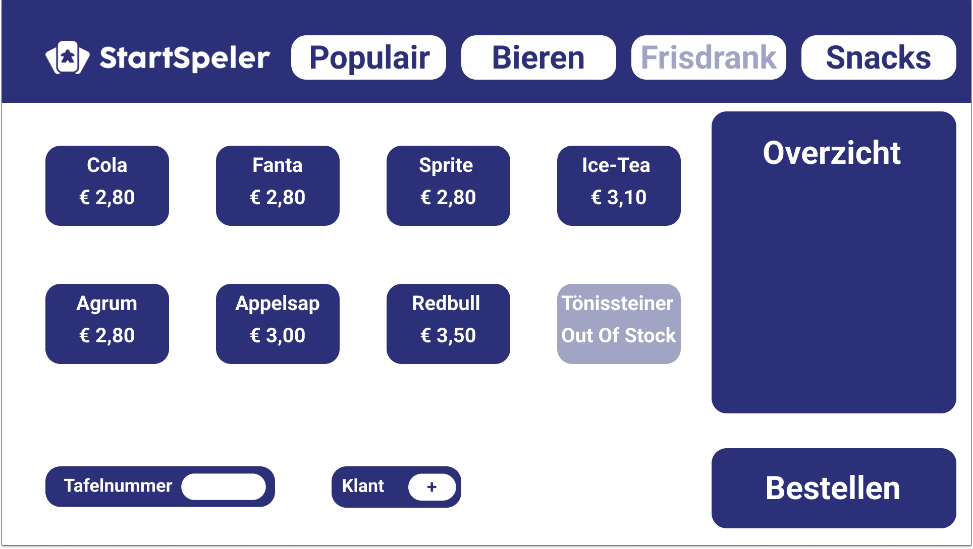 StartSpeler
Populair
Bieren
Frisdrank
Snacks
Cola
€ 2,80
Fanta
€ 2,80
Sprite
€ 2,80
Ice-Tea
€ 3,10
Agrum
€ 2,80
Appelsap
€ 3,00
Redbull
€ 3,50
Tönissteiner
Out Of Stock
Overzicht
Tafelnummer
Klant
+
Bestellen